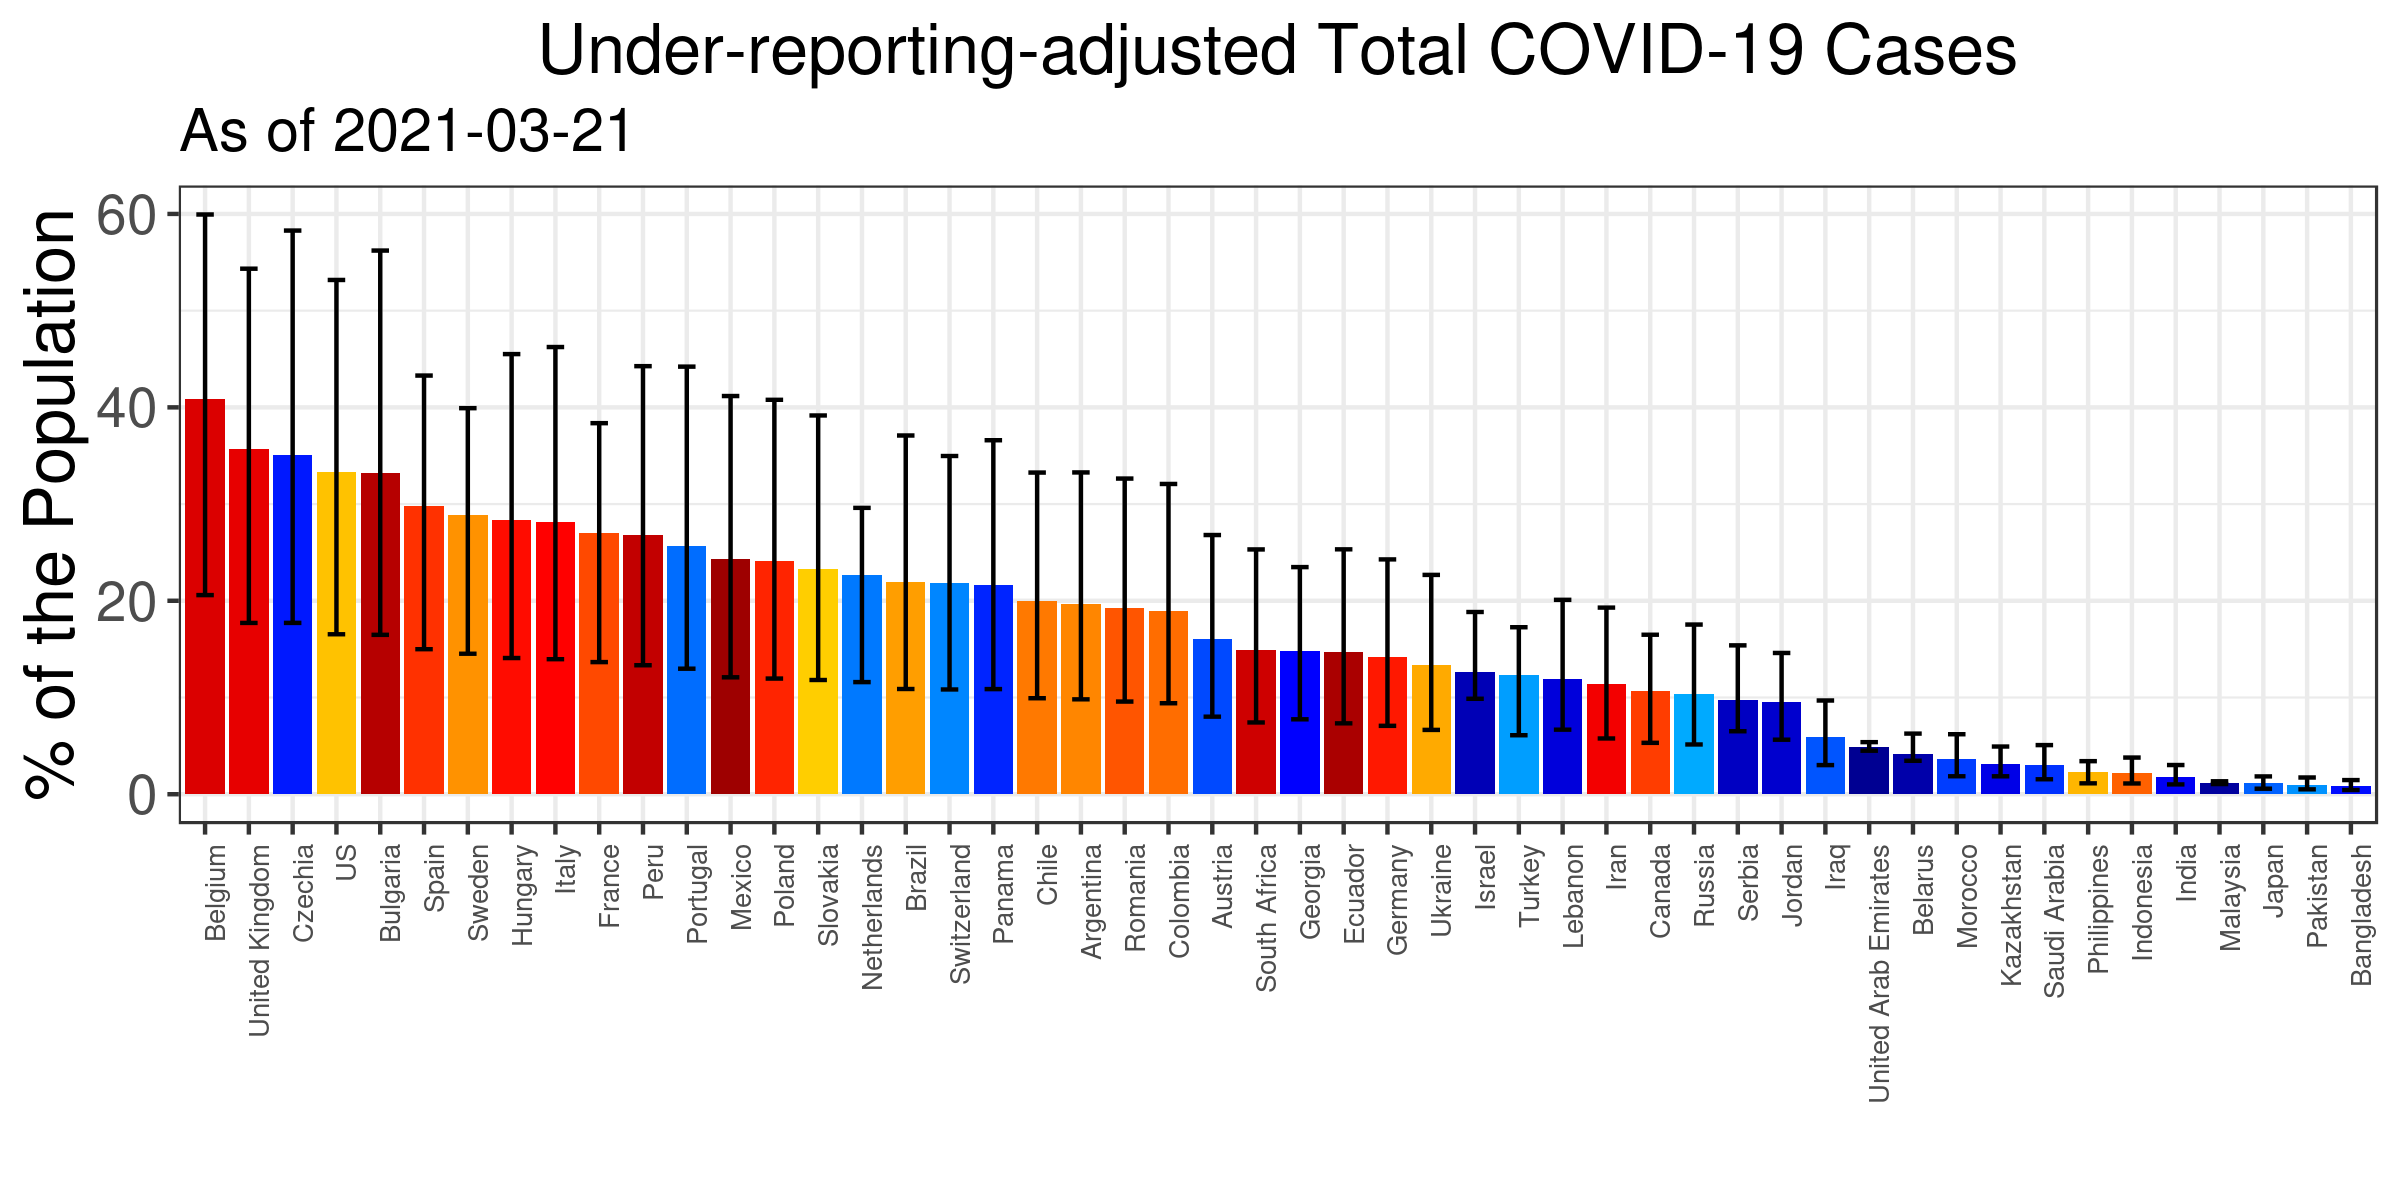 Under-reporting-adjusted Total COVID-19 Cases
As of 2021-03-21
% of the Population
60
40
20
0
Belgium
United Kingdom
Czechia
US
Bulgaria
Spain
Sweden
Hungary
Italy
France
Peru
Portugal
Mexico
Poland
Slovakia
Netherlands
Brazil
Switzerland
Panama
Chile
Argentina
Romania
Colombia
Austria
South Africa
Georgia
Ecuador
Germany
Ukraine
Israel
Turkey
Lebanon
Iran
Canada
Russia
Serbia
Jordan
Iraq
United Arab Emirates
Belarus
Morocco
Kazakhstan
Saudi Arabia
Philippines
Indonesia
India
Malaysia
Japan
Pakistan
Bangladesh